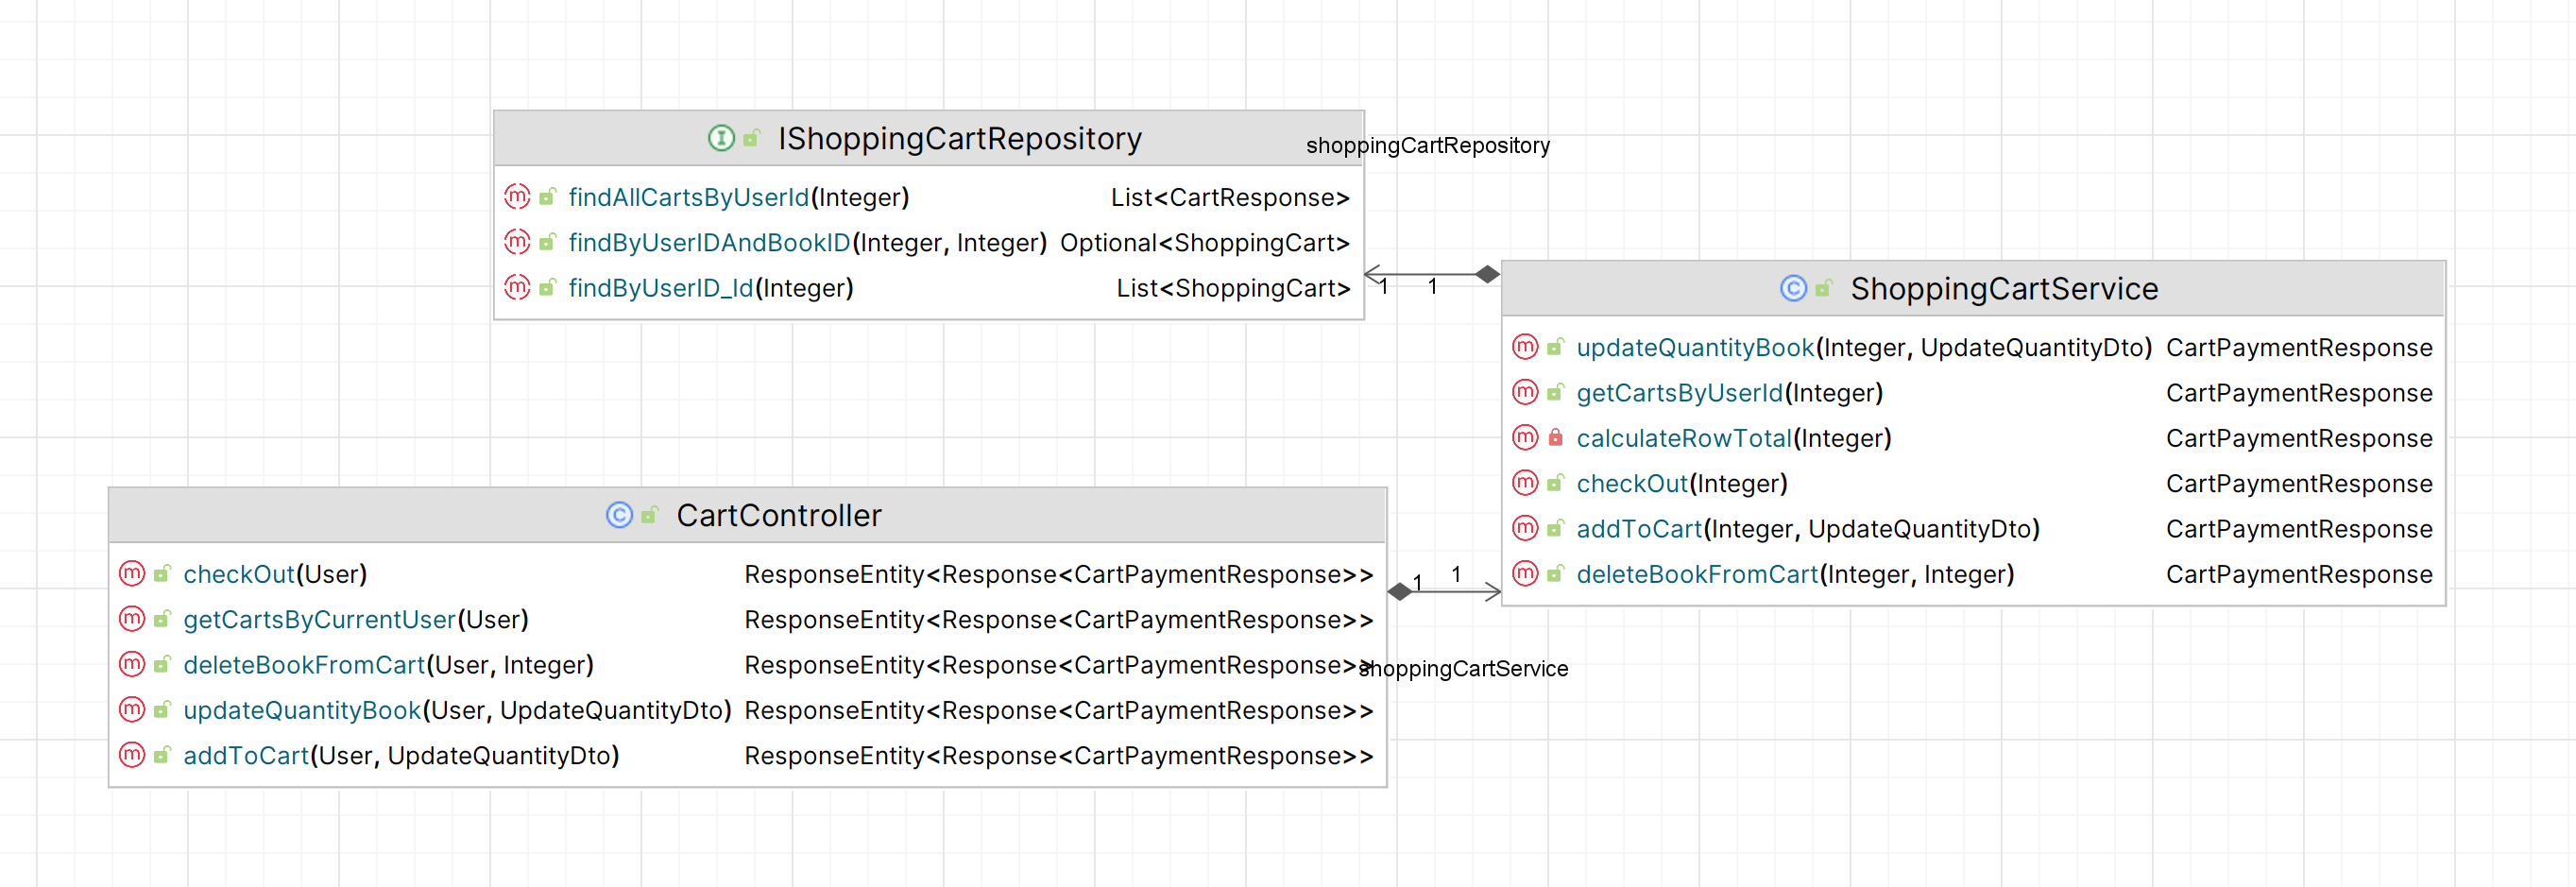 IShoppingCartRepository
shoppingCartRepository
findAllCartsByUserId(Integer) List<CartResponse>
findByUserIDAndBookID(Integer, Integer) Optional<ShoppingCart>
findByUserID_Id(Integer) List<ShoppingCart>
1 1
ShoppingCartService
updateQuantityBook(Integer, UpdateQuantityDto) CartPaymentResponse
getCartsByUserId(Integer) CartPaymentResponse
calculateRowTotal(Integer) CartPaymentResponse
checkOut(Integer) CartPaymentResponse
addToCart(Integer, UpdateQuantityDto) CartPaymentResponse
deleteBookFromCart(Integer, Integer) CartPaymentResponse
CartController
checkOut(User) ResponseEntity<Response<CartPaymentResponse>>
getCartsByCurrentUser(User) ResponseEntity<Response<CartPaymentResponse>>
deleteBookFromCart(User, Integer) ResponseEntity<Response<CartPaymentResponse>>
updateQuantityBook(User, UpdateQuantityDto) ResponseEntity<Response<CartPaymentResponse>>
addToCart(User, UpdateQuantityDto) ResponseEntity<Response<CartPaymentResponse>>
1 1
shoppingCartService